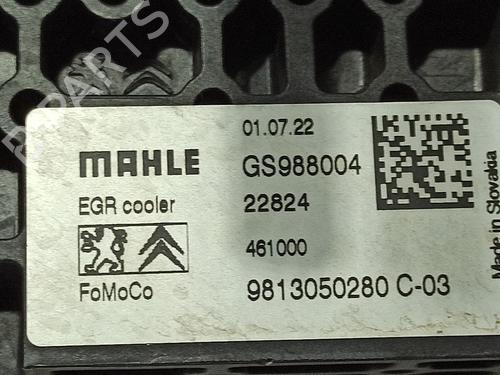 B-PARTS
01.07.22
MAHLE
GS988004
EGR cooler
22824
461000
FoMoCo
9813050280 C-03
Made in Slovakia